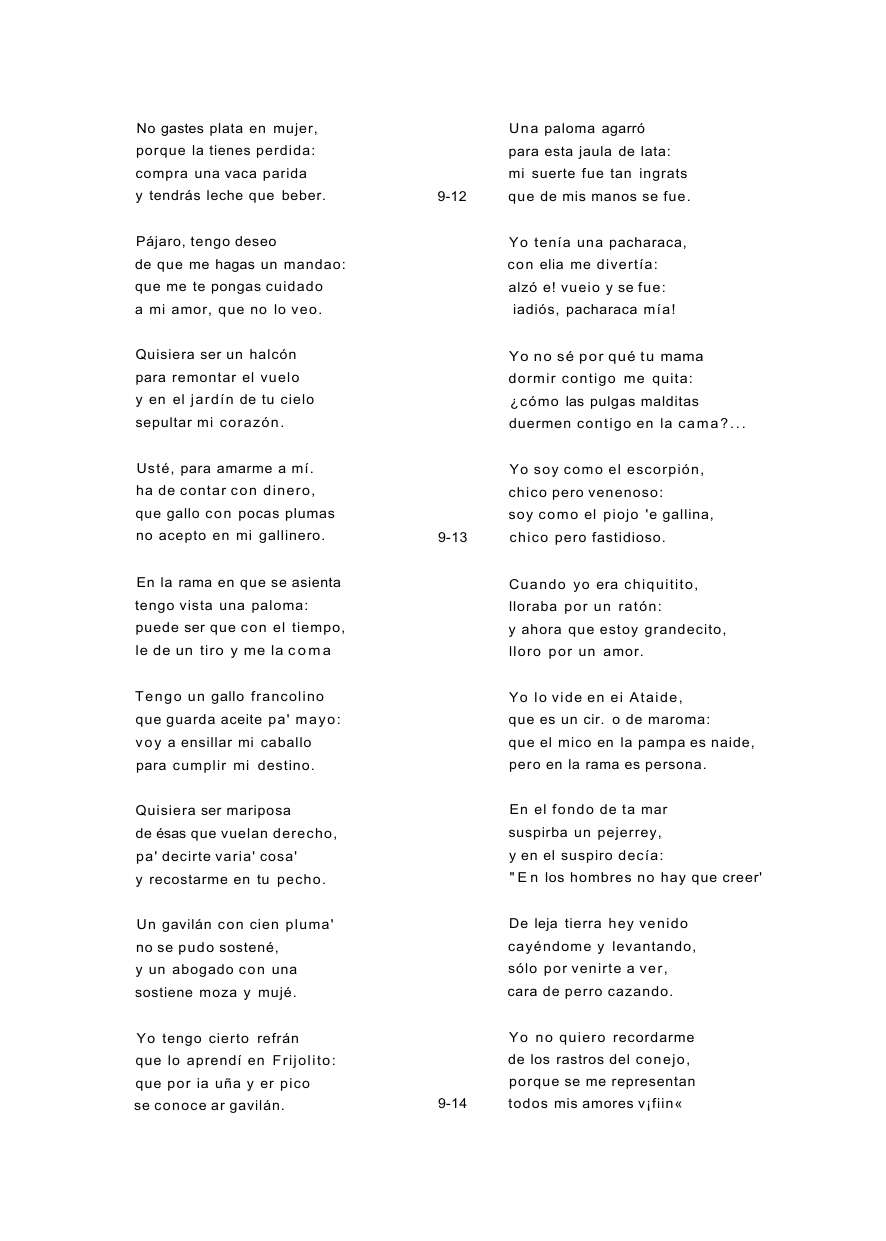 No gastes plata en mujer,
porque la tienes perdida:
compra una vaca parida
y tendrás leche que beber.

Pájaro, tengo deseo
de que me hagas un mandao:
que me te pongas cuidado
a mi amor, que no lo veo.

Quisiera ser un halcón
para remontar el vuelo
y en el jardín de tu cielo
sepultar mi corazón.

Usté, para amarme a mí.
ha de contar con dinero,
que gallo con pocas plumas
no acepto en mi gallinero.

En la rama en que se asienta
tengo vista una paloma:
puede ser que con el tiempo,
le de un tiro y me la coma

Tengo un gallo francolino
que guarda aceite pa' mayo:
voy a ensillar mi caballo
para cumplir mi destino.

Quisiera ser mariposa
de ésas que vuelan derecho,
pa' decirte varia' cosa'
y recostarme en tu pecho.

Un gavilán con cien pluma'
no se pudo sostené,
y un abogado con una
sostiene moza y mujé.

Yo tengo cierto refrán
que lo aprendí en Frijolito:
que por ia uña y er pico
se conoce ar gavilán.

9-12
9-13
9-14

Una paloma agarró
para esta jaula de lata:
mi suerte fue tan ingrats
que de mis manos se fue.

Yo tenía una pacharaca,
con elia me divertía:
alzó e! vueio y se fue:
iadiós, pacharaca mía!

Yo no sé por qué tu mama
dormir contigo me quita:
¿cómo las pulgas malditas
duermen contigo en la cama?...

Yo soy como el escorpión,
chico pero venenoso:
soy como el piojo 'e gallina,
chico pero fastidioso.

Cuando yo era chiquitito,
lloraba por un ratón:
y ahora que estoy grandecito,
lloro por un amor.

Yo lo vide en ei Ataide,
que es un cir. o de maroma:
que el mico en la pampa es naide,
pero en la rama es persona.

En el fondo de ta mar
suspirba un pejerrey,
y en el suspiro decía:
"En los hombres no hay que creer'

De leja tierra hey venido
cayéndome y levantando,
sólo por venirte a ver,
cara de perro cazando.

Yo no quiero recordarme
de los rastros del conejo,
porque se me representan
todos mis amores v¡fiin«